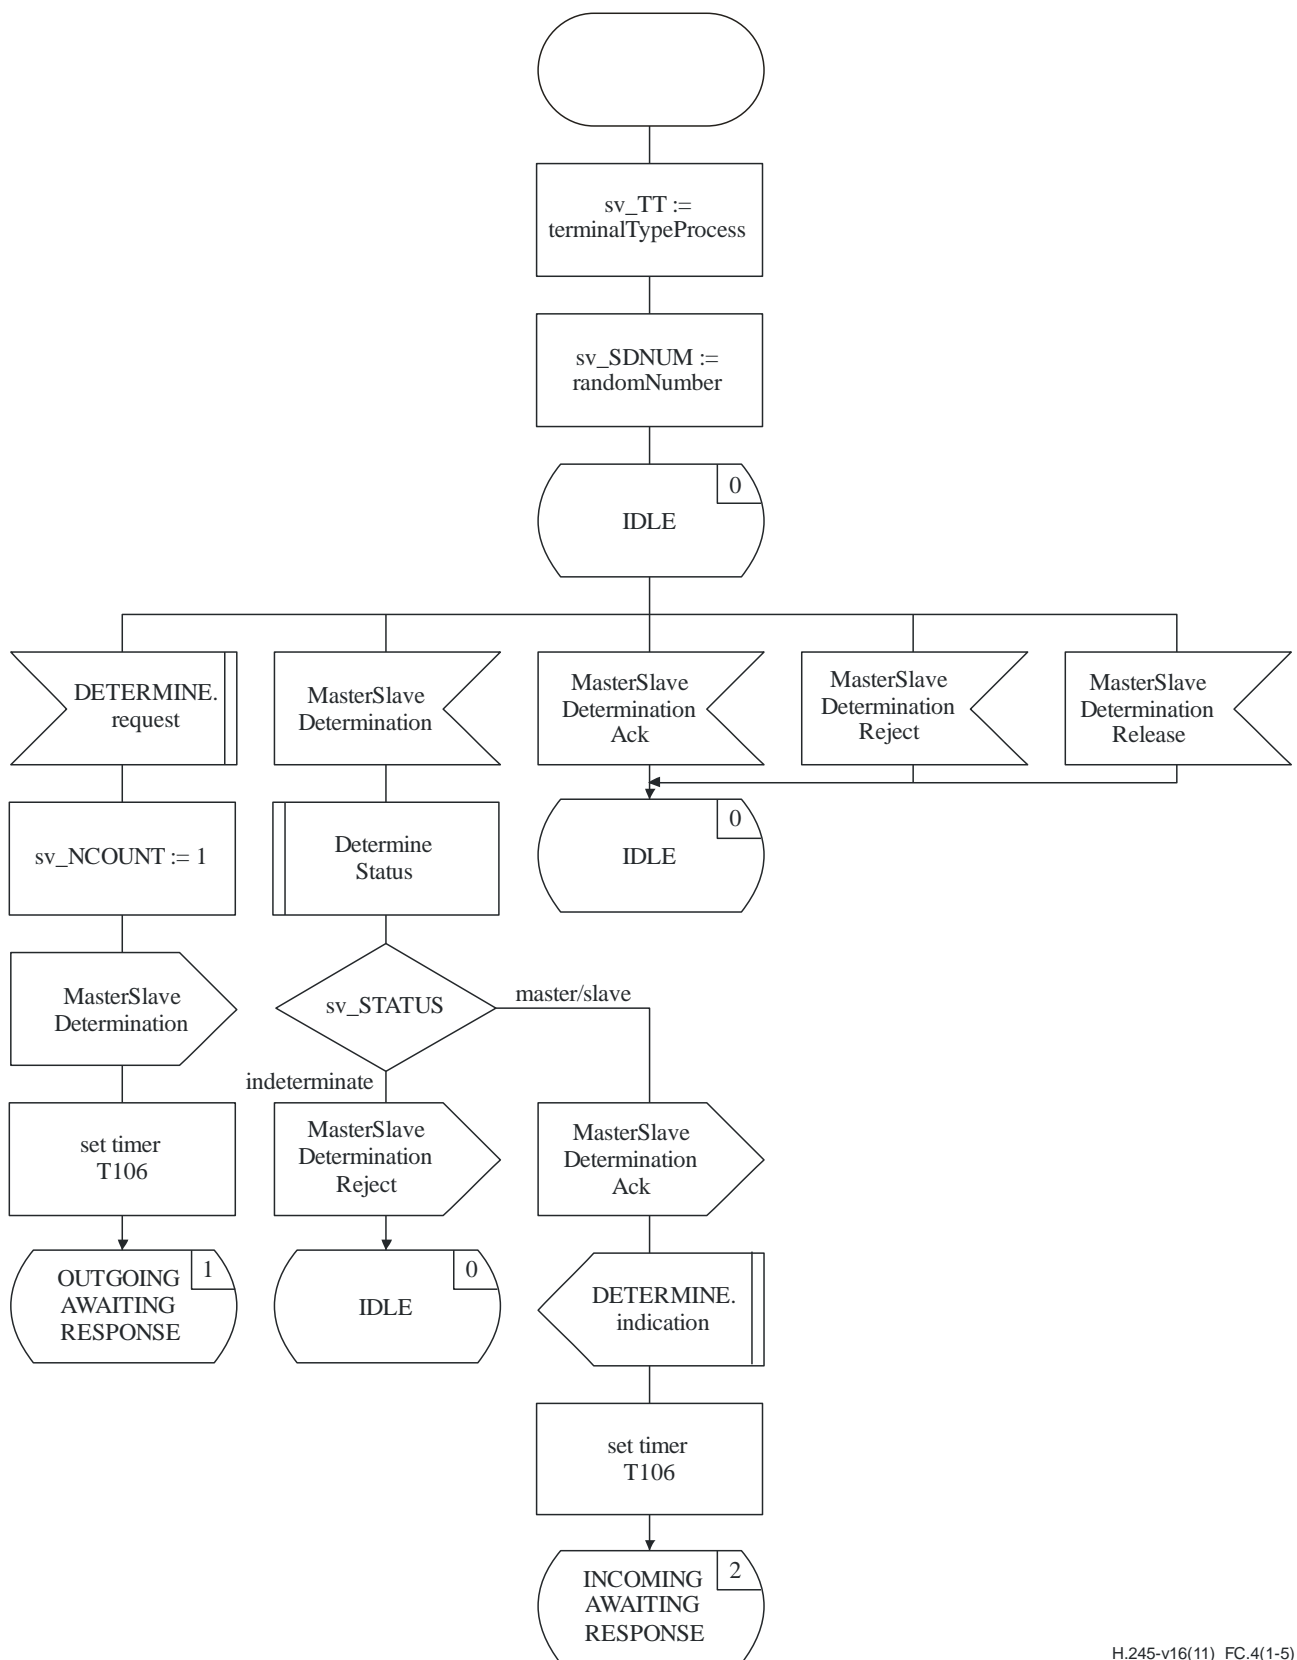 sv_TT :=
terminalTypeProcess
sv_SDNUM :=
randomNumber
0
IDLE
DETERMINE.
request
MasterSlave
Determination
MasterSlave
Determination
Ack
MasterSlave
Determination
Reject
MasterSlave
Determination
Release
sv_NCOUNT := 1
Determine
Status
0
IDLE
MasterSlave
Determination
sv_STATUS
master/slave
indeterminate
set timer
T106
MasterSlave
Determination
Reject
MasterSlave
Determination
Ack
1
OUTGOING
AWAITING
RESPONSE
0
IDLE
DETERMINE.
indication
set timer
T106
2
INCOMING
AWAITING
RESPONSE
H.245-v16(11)_FC.4(1-5)